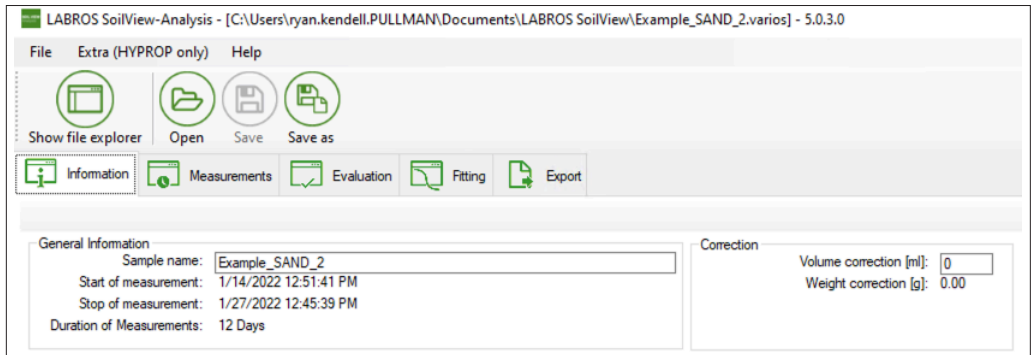 LABROS SoilView-Analysis - [C:\Users\ryan.kendell.PULLMAN\Documents\LABROS SoilView\Example_SAND_2.varios] - 5.0.3.0
File Extra (HYPROP only) Help
Show file explorer Open Save Save as
Information Measurements Evaluation Fitting Export
General Information
Sample name: Example_SAND_2
Start of measurement: 1/14/2022 12:51:41 PM
Stop of measurement: 1/27/2022 12:45:39 PM
Duration of Measurements: 12 Days
Correction
Volume correction [ml]: 0
Weight correction [g]: 0.00